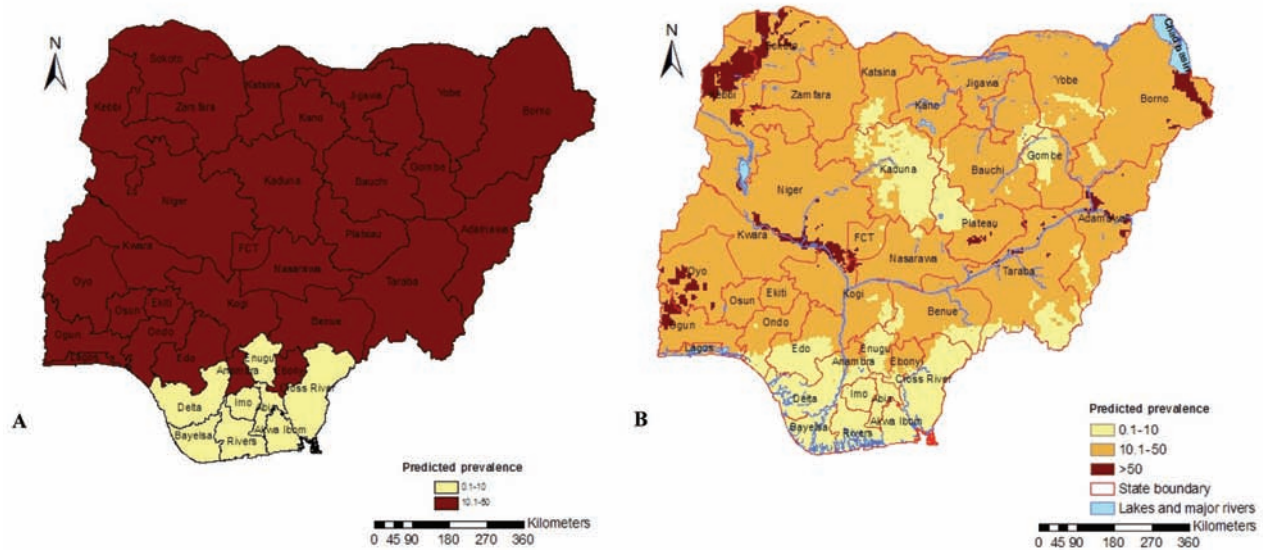 N
Sokoto
Kebbi
Zamfara
Katsina
Kano
Jigawa
Yobe
Borno
Kaduna
Bauchi
Gombe
Niger
Plateau
Adamawa
Kwara
FCT
Nasarawa
Taraba
Oyo
Osun
Ekiti
Kogi
Benue
Ogun
Ondo
Lagos
Edo
Enugu
Anambra
Ebonyi
Cross River
Delta
Imo
Abia
Bayelsa
Rivers
Akwa Ibom
A
Predicted prevalence
0.1-10
10.1-50
Kilometers
0 45 90 180 270 360
N
Sokoto
Kebbi
Zamfara
Katsina
Kano
Jigawa
Yobe
Borno
Chad basin
Kaduna
Bauchi
Gombe
Niger
Plateau
Adamawa
Kwara
FCT
Nasarawa
Taraba
Oyo
Osun
Ekiti
Kogi
Benue
Ogun
Ondo
Lagos
Edo
Enugu
Anambra
Ebonyi
Cross River
Delta
Imo
Abia
Bayelsa
Rivers
Akwa Ibom
B
Predicted prevalence
0.1-10
10.1-50
>50
State boundary
Lakes and major rivers
Kilometers
0 45 90 180 270 360